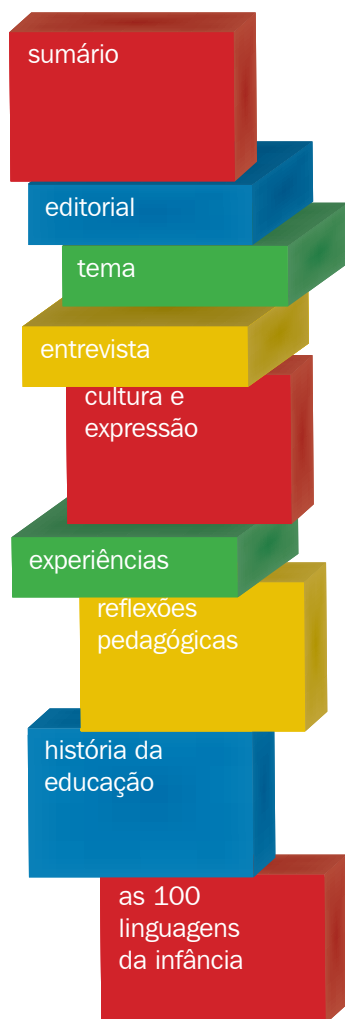 sumário
editorial
tema
entrevista
cultura e
expressão
experiências
reflexões
pedagógicas
história da
educação
as 100
linguagens
da infância